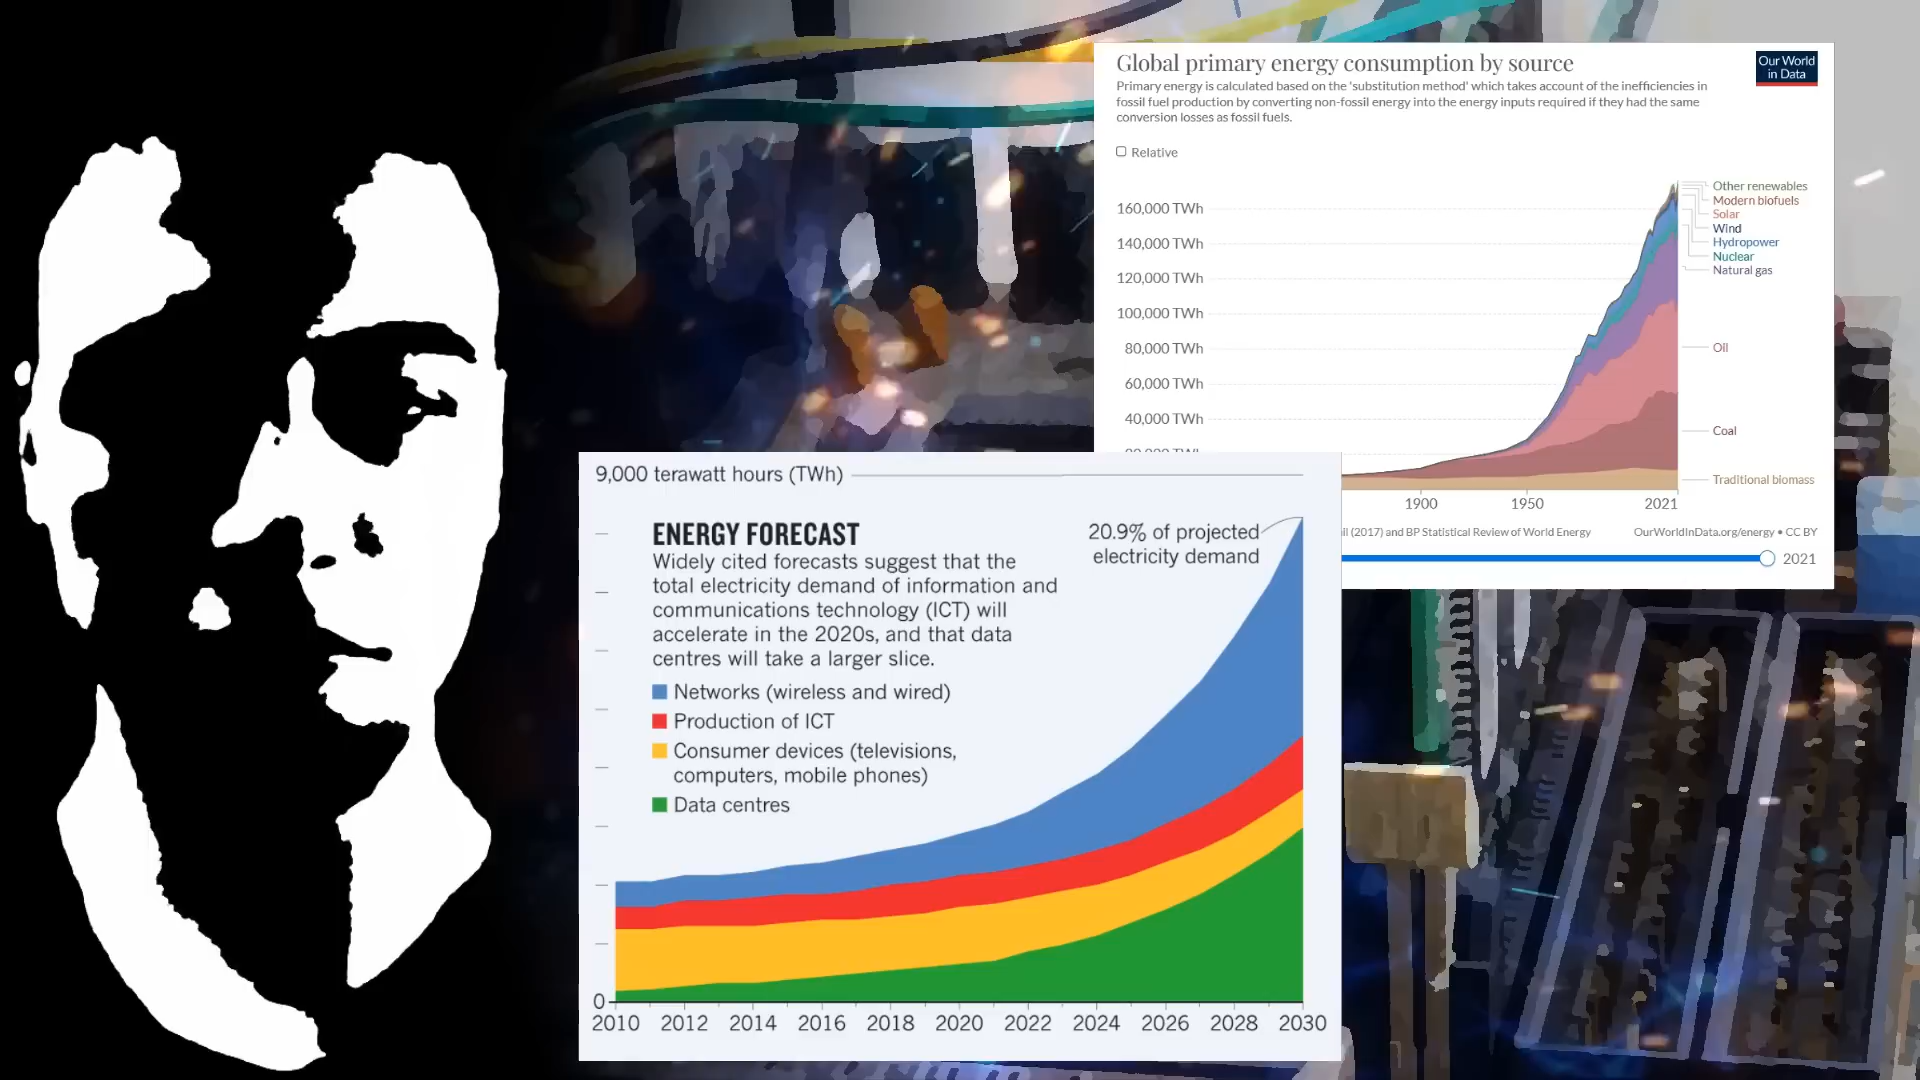 Global primary energy consumption by source
Our World
in Data
Primary energy is calculated based on the 'substitution method' which takes account of the inefficiencies in
fossil fuel production by converting non-fossil energy into the energy inputs required if they had the same
conversion losses as fossil fuels.
Relative
160,000 TWh
140,000 TWh
120,000 TWh
100,000 TWh
80,000 TWh
60,000 TWh
40,000 TWh
Other renewables
Modern biofuels
Solar
Wind
Hydropower
Nuclear
Natural gas
Oil
Coal
Traditional biomass
1900 1950 2021
(2017) and BP Statistical Review of World Energy
OurWorldInData.org/energy • CC BY
2021
9,000 terawatt hours (TWh)
ENERGY FORECAST
Widely cited forecasts suggest that the
total electricity demand of information and
communications technology (ICT) will
accelerate in the 2020s, and that data
centres will take a larger slice.
Networks (wireless and wired)
Production of ICT
Consumer devices (televisions,
computers, mobile phones)
Data centres
20.9% of projected
electricity demand
0
2010 2012 2014 2016 2018 2020 2022 2024 2026 2028 2030